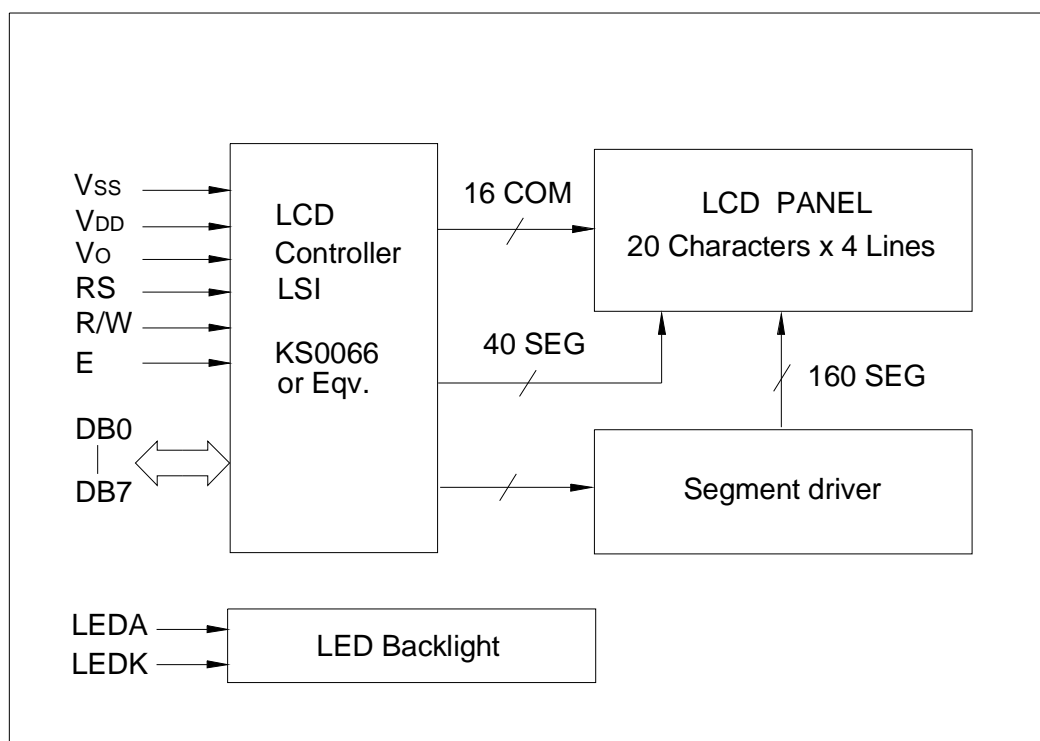 VSS
VDD
VO
RS
R/W
E
DB0
DB7
LCD
Controller
LSI
KS0066
or Eqv.
16 COM
40 SEG
LCD PANEL
20 Characters x 4 Lines
160 SEG
Segment driver
LEDA
LEDK
LED Backlight